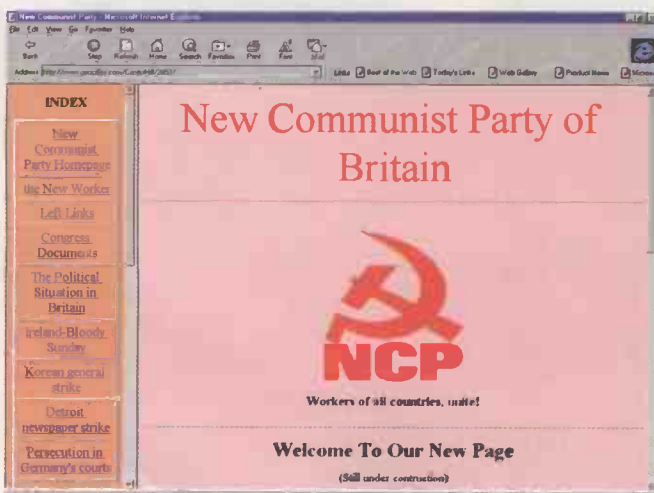 New Communist Party - Microsoft Internet Explorer
File Edit View Go Favorites Help
Back Stop Refresh Home Search Favorites Print Font Mail
Address
Links Best of the Web Today's Links Web Gallery Product News Microsoft
INDEX
New
Communist
Party Homepage
the New Worker
Left Links
Congress
Documents
The Political
Situation in
Britain
Ireland-Bloody
Sunday
Korean general
strike
Detroit
newspaper strike
Persecution in
Germany's courts
New Communist Party of
Britain
NCP
Workers of all countries, unite!
Welcome To Our New Page
(Still under contruction)